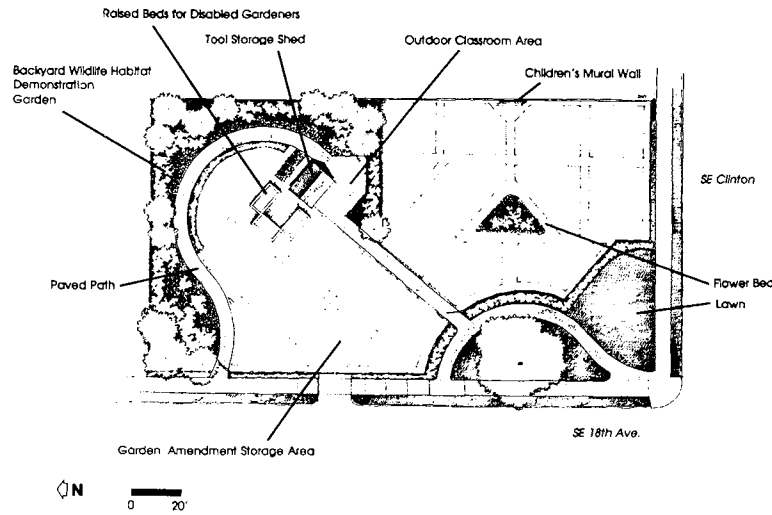 Raised Beds for Disabled Gardeners
Tool Storage Shed
Outdoor Classroom Area
Backyard Wildlife Habitat
Demonstration
Garden
Children's Mural Wall
SE Clinton
Paved Path
Flower Bed
Lawn
Garden Amendment Storage Area
SE 18th Ave.
N
0 20'